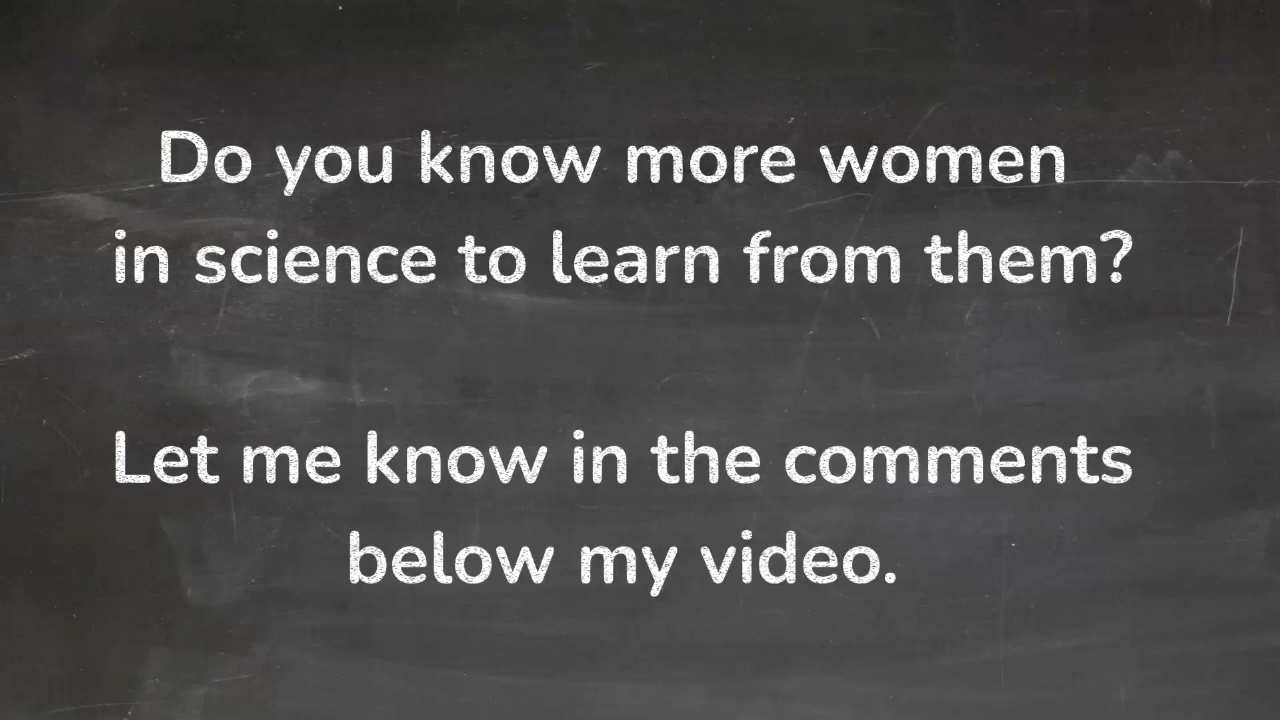 Do you know more women
in science to learn from them?
Let me know in the comments
below my video.